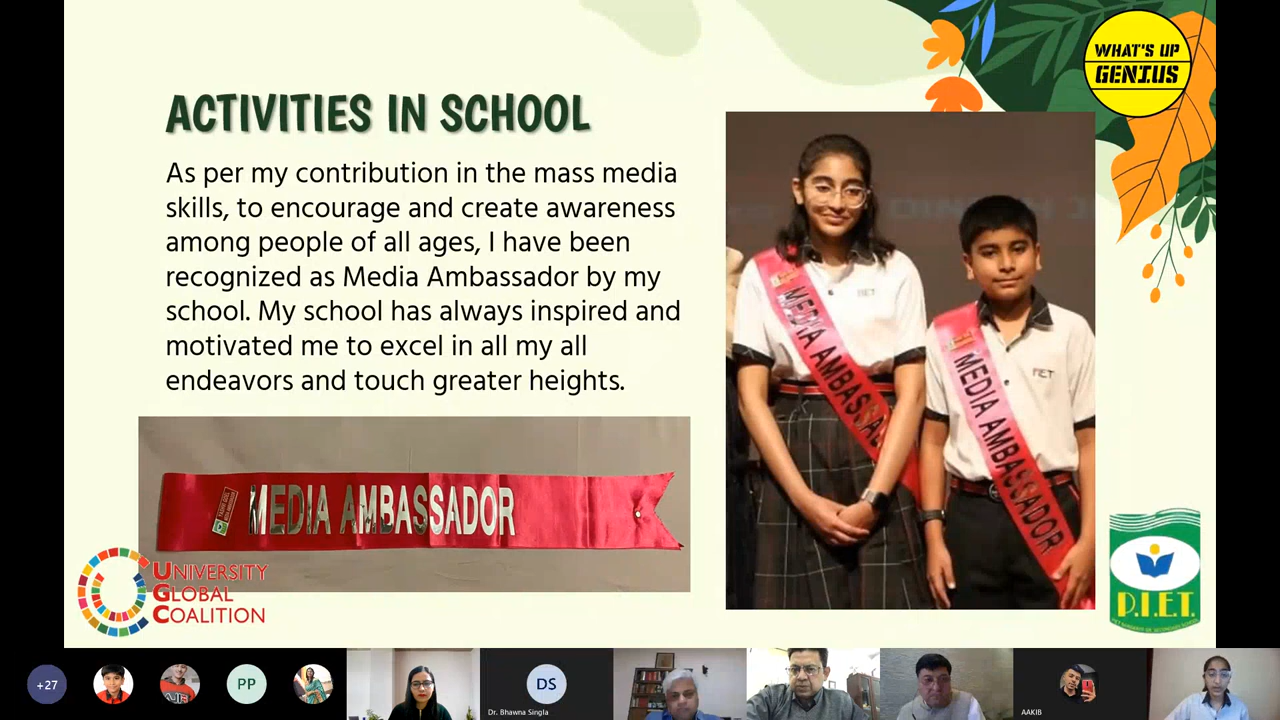 WHAT'S UP
GENIUS
ACTIVITIES IN SCHOOL
As per my contribution in the mass media
skills, to encourage and create awareness
among people of all ages, I have been
recognized as Media Ambassador by my
school. My school has always inspired and
motivated me to excel in all my all
endeavors and touch greater heights.
MEDIA AMBASSADOR
MEDIA AMBASSADOR
MEDIA AMBASSADOR
PIET
UNIVERSITY
GLOBAL
COALITION
P.I.E.T.
+27
PP
DS
Dr. Bhawna Singla
AAKIB